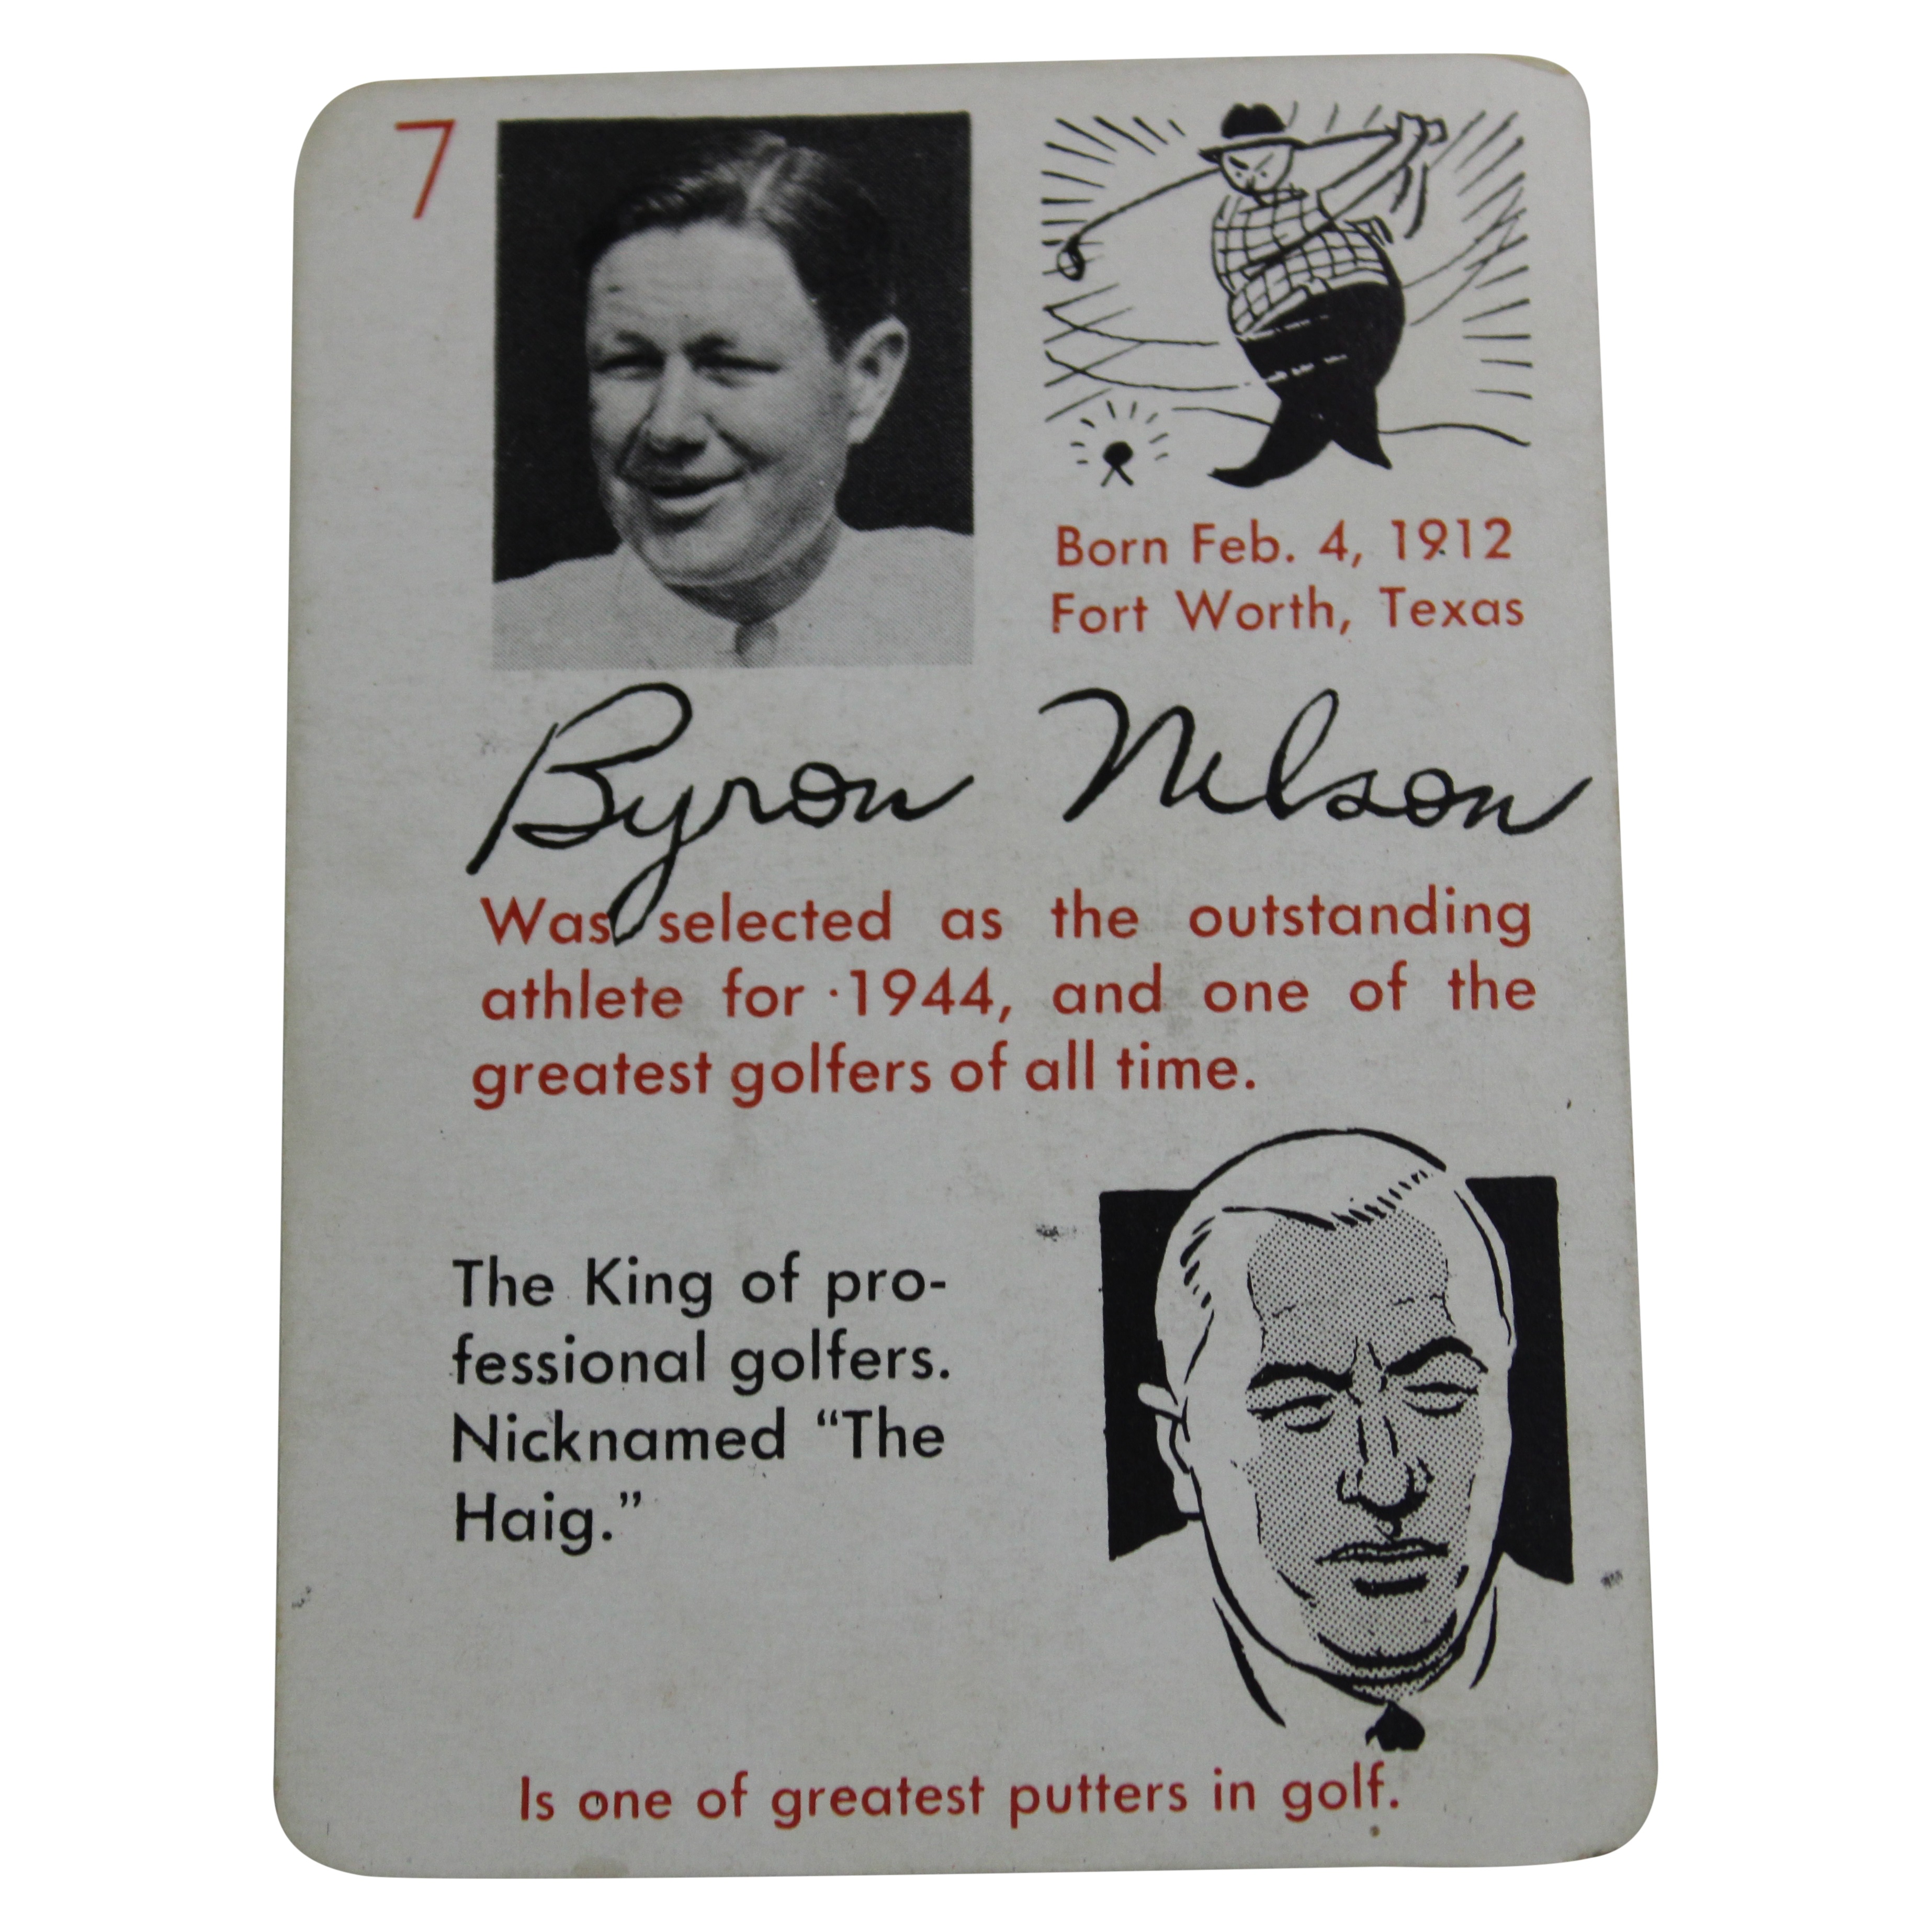 7
Born Feb. 4, 1912
Fort Worth, Texas
Byron Nelson
Was selected as the outstanding
athlete for 1944, and one of the
greatest golfers of all time.
The King of pro-
fessional golfers.
Nicknamed “The
Haig.”
Is one of greatest putters in golf.